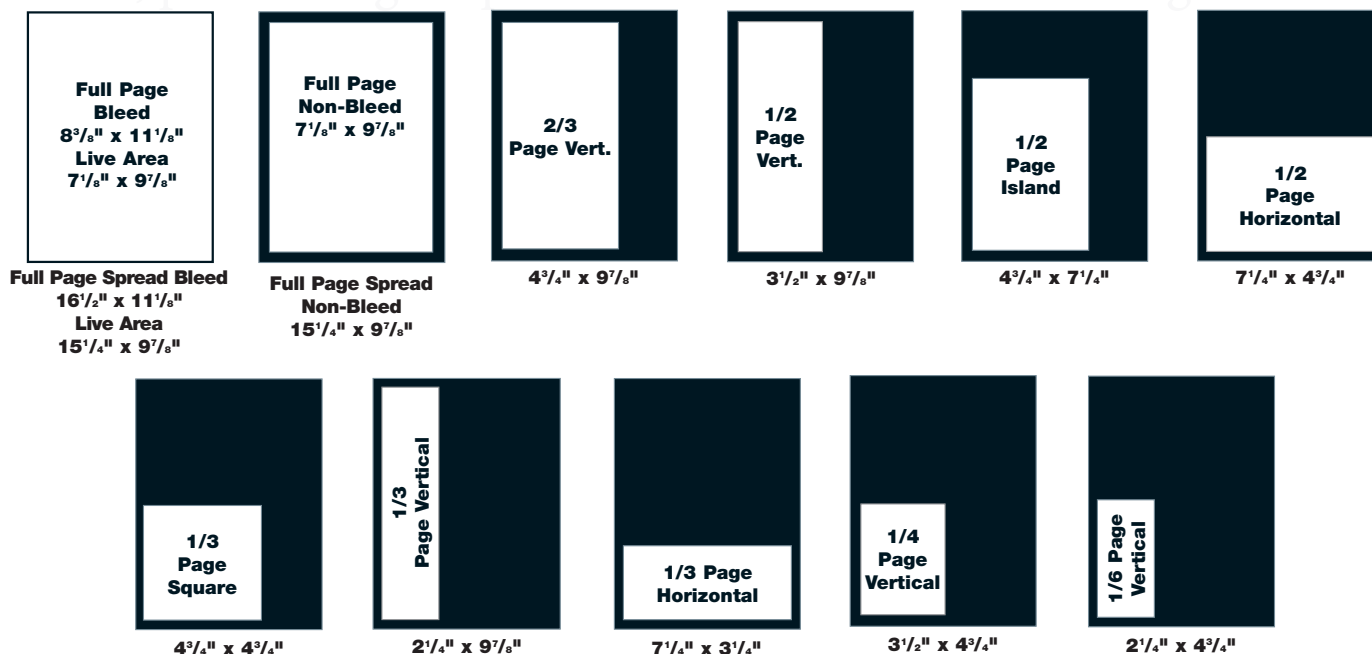 Full Page
Bleed
8³/₈" x 11¹/₈"
Live Area
7¹/₈" x 9⁷/₈"
Full Page Spread Bleed
16¹/₂" x 11¹/₈"
Live Area
15¹/₄" x 9⁷/₈"
Full Page
Non-Bleed
7¹/₈" x 9⁷/₈"
Full Page Spread
Non-Bleed
15¹/₄" x 9⁷/₈"
2/3
Page Vert.
4³/₄" x 9⁷/₈"
1/2
Page
Vert.
3¹/₂" x 9⁷/₈"
1/2
Page
Island
4³/₄" x 7¹/₄"
1/2
Page
Horizontal
7¹/₄" x 4³/₄"
1/3
Page
Square
4³/₄" x 4³/₄"
1/3
Page Vertical
2¹/₄" x 9⁷/₈"
1/3 Page
Horizontal
7¹/₄" x 3¹/₄"
1/4
Page
Vertical
3¹/₂" x 4³/₄"
1/6 Page
Vertical
2¹/₄" x 4³/₄"